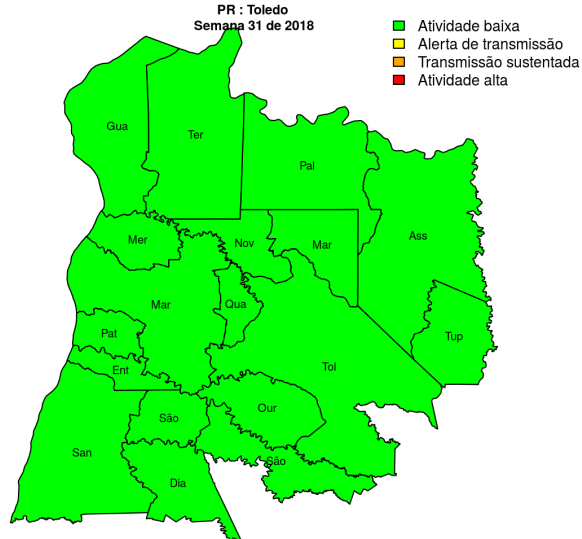 PR : Toledo
Semana 31 de 2018
Atividade baixa
Alerta de transmissão
Transmissão sustentada
Atividade alta
Gua
Ter
Pal
Ass
Mer
Nov
Mar
Mar
Qua
Pat
Tup
Ent
Tol
São
Our
San
São
Dia